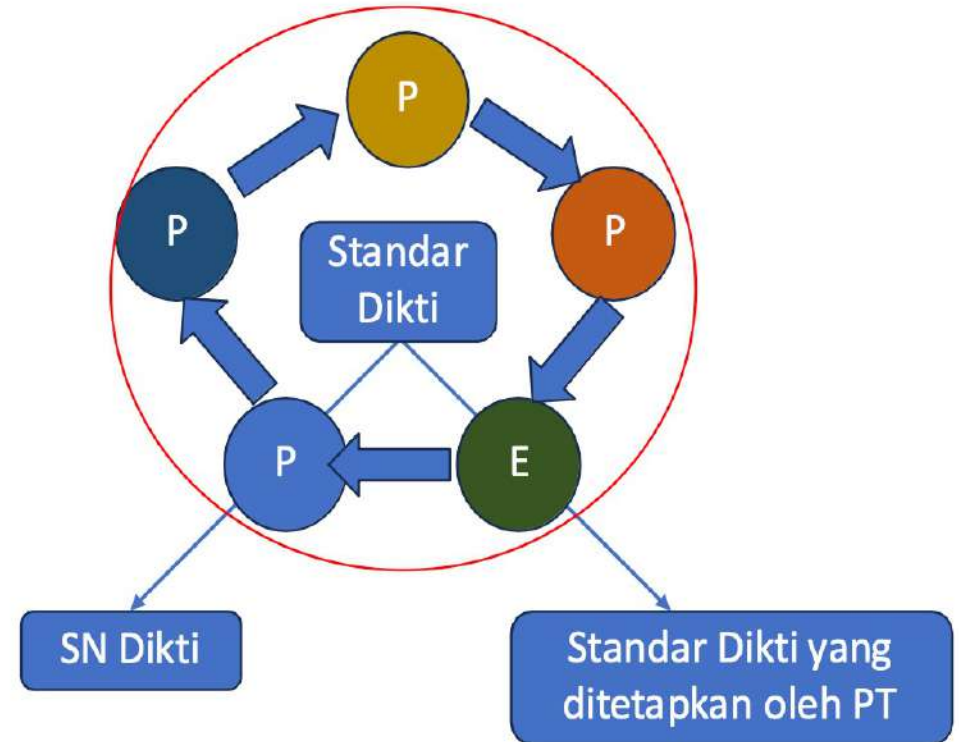 P
P
P
Standar
Dikti
P
E
SN Dikti
Standar Dikti yang
ditetapkan oleh PT